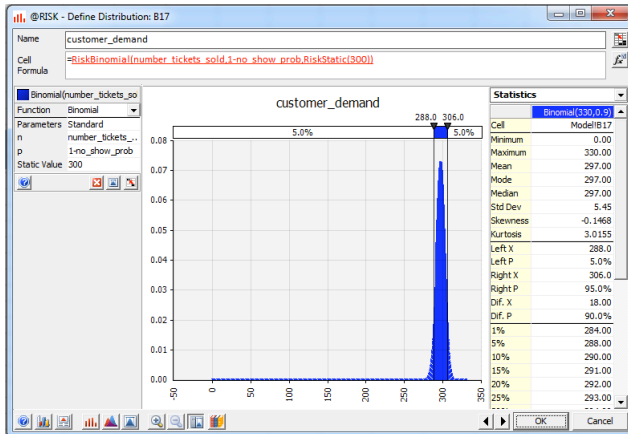 @RISK - Define Distribution: B17
Name
customer_demand
Cell Formula
=RiskBinomial(number_tickets_sold,1-no_show_prob,RiskStatic(300))
Binomial(number_tickets_so
Function Binomial
Parameters Standard
n number_tickets_...
p 1-no_show_prob
Static Value 300
customer_demand
288.0 306.0
5.0% 5.0%
0.08
0.07
0.06
0.05
0.04
0.03
0.02
0.01
0.00
-50 0 50 100 150 200 250 300 350
Statistics
Binomial(330,0.9)
Cell Model!B17
Minimum 0.00
Maximum 330.00
Mean 297.00
Mode 297.00
Median 297.00
Std Dev 5.45
Skewness -0.1468
Kurtosis 3.0155
Left X 288.0
Left P 5.0%
Right X 306.0
Right P 95.0%
Dif. X 18.00
Dif. P 90.0%
1% 284.00
5% 288.00
10% 290.00
15% 291.00
20% 292.00
25% 293.00
OK Cancel